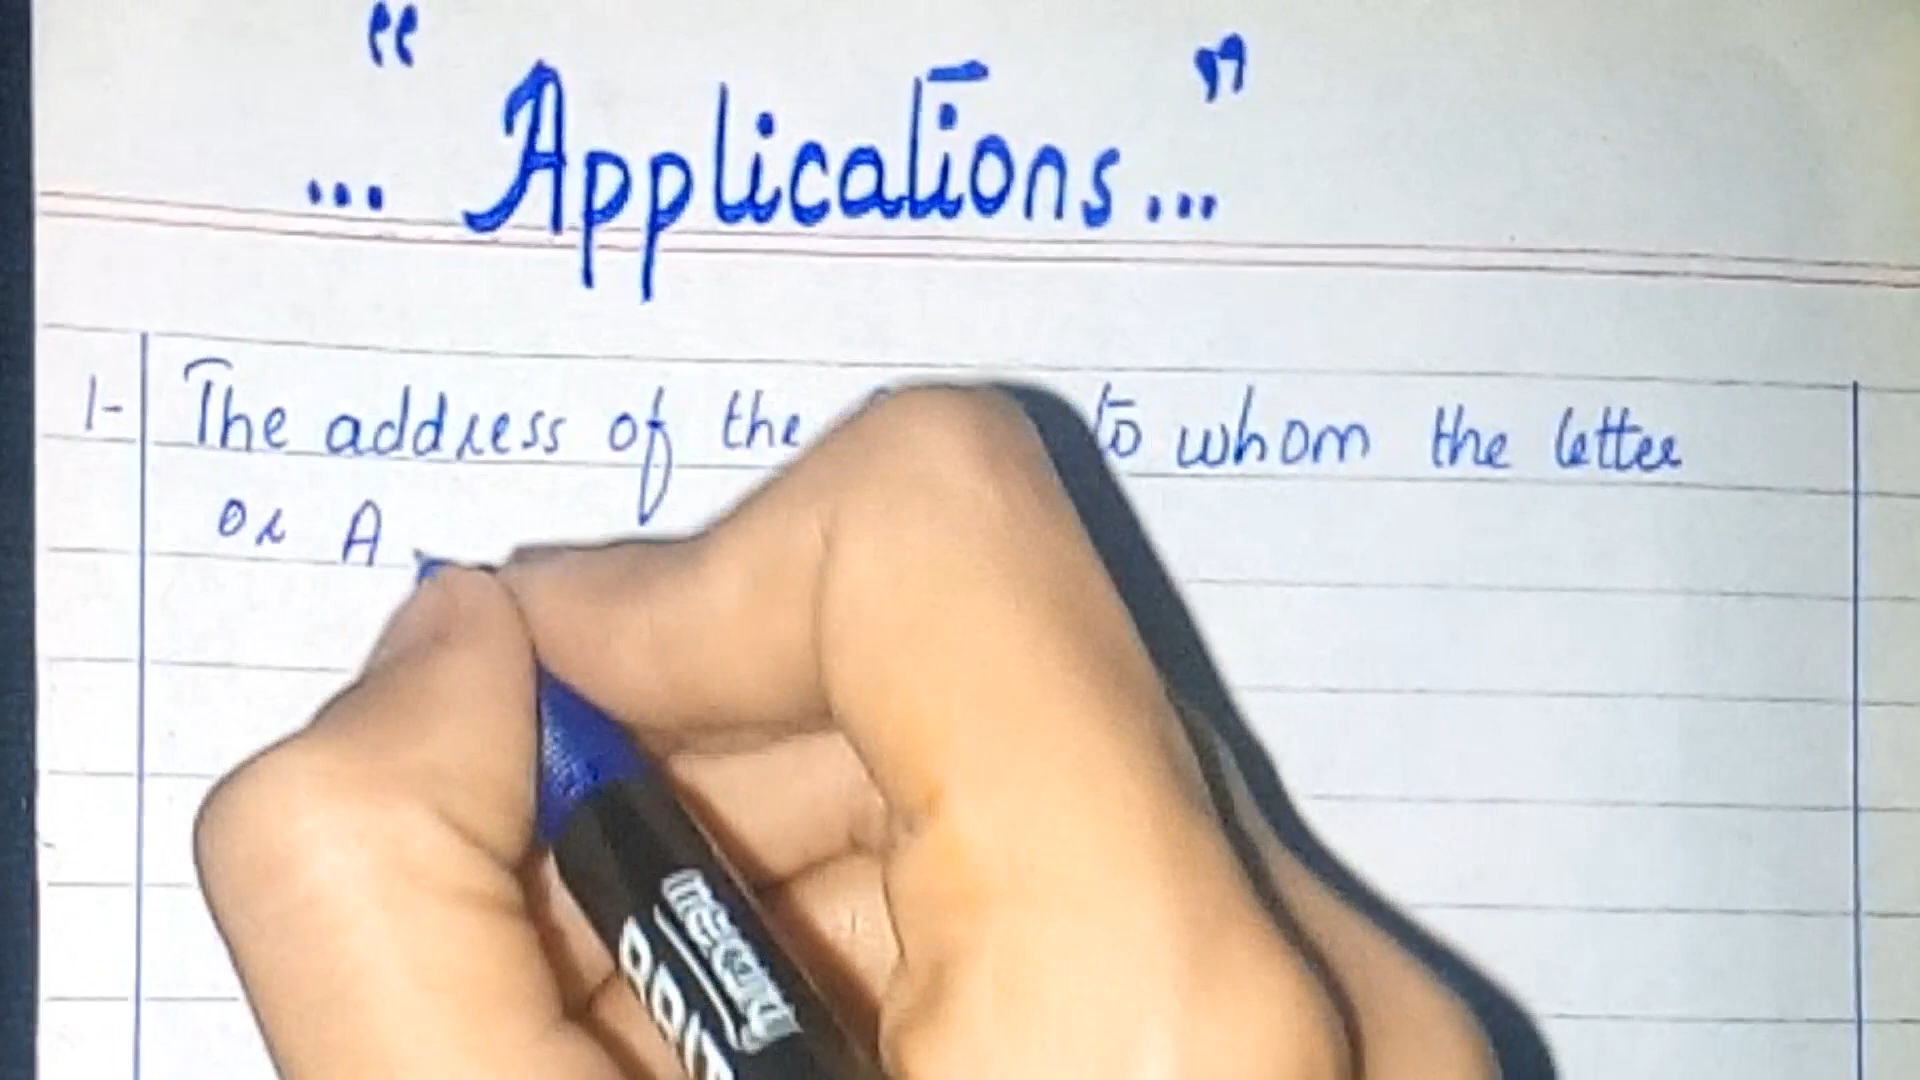 "
... Applications... "
1- The address of the to whom the letter
or A